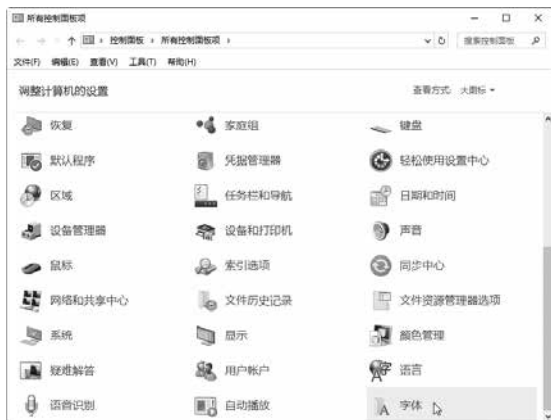 所有控制面板项
控制面板 › 所有控制面板项 ›
搜索控制面板
文件(F) 编辑(E) 查看(V) 工具(T) 帮助(H)
调整计算机的设置
查看方式: 大图标
恢复 家庭组 键盘
默认程序 凭据管理器 轻松使用设置中心
区域 任务栏和导航 日期和时间
设备管理器 设备和打印机 声音
鼠标 索引选项 同步中心
网络和共享中心 文件历史记录 文件资源管理器选项
系统 显示 颜色管理
疑难解答 用户帐户 语言
语音识别 自动播放 字体